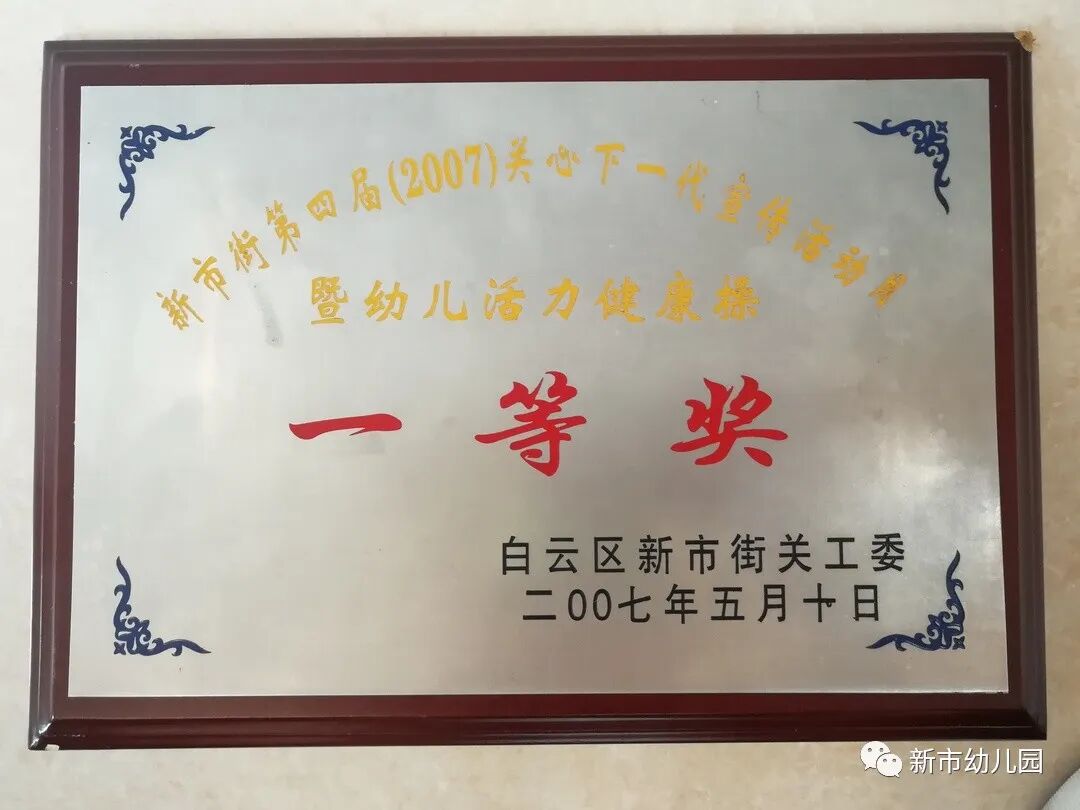 新市街第四届(2007)关心下一代宣传活动月
暨幼儿活力健康操
一等奖
白云区新市街关工委
二00七年五月十日
新市幼儿园